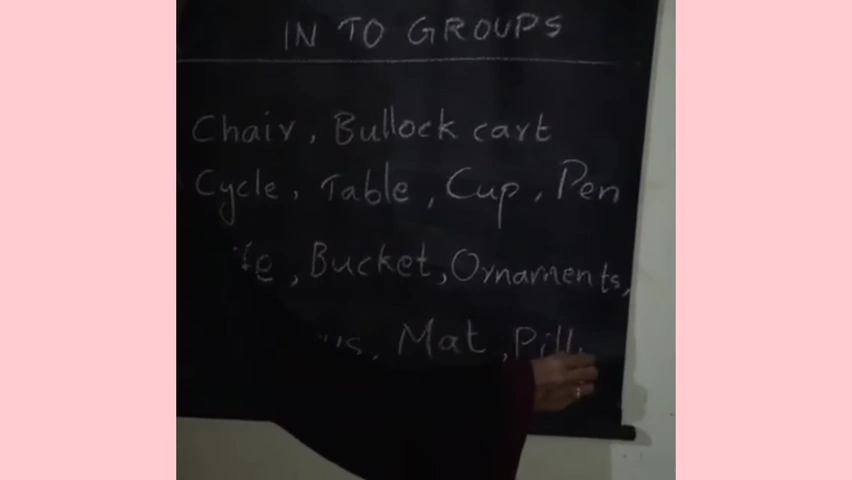 IN TO GROUPS
Chair, Bullock cart
Cycle, Table, Cup, Pen
, Bucket, Ornaments,
, Mat,